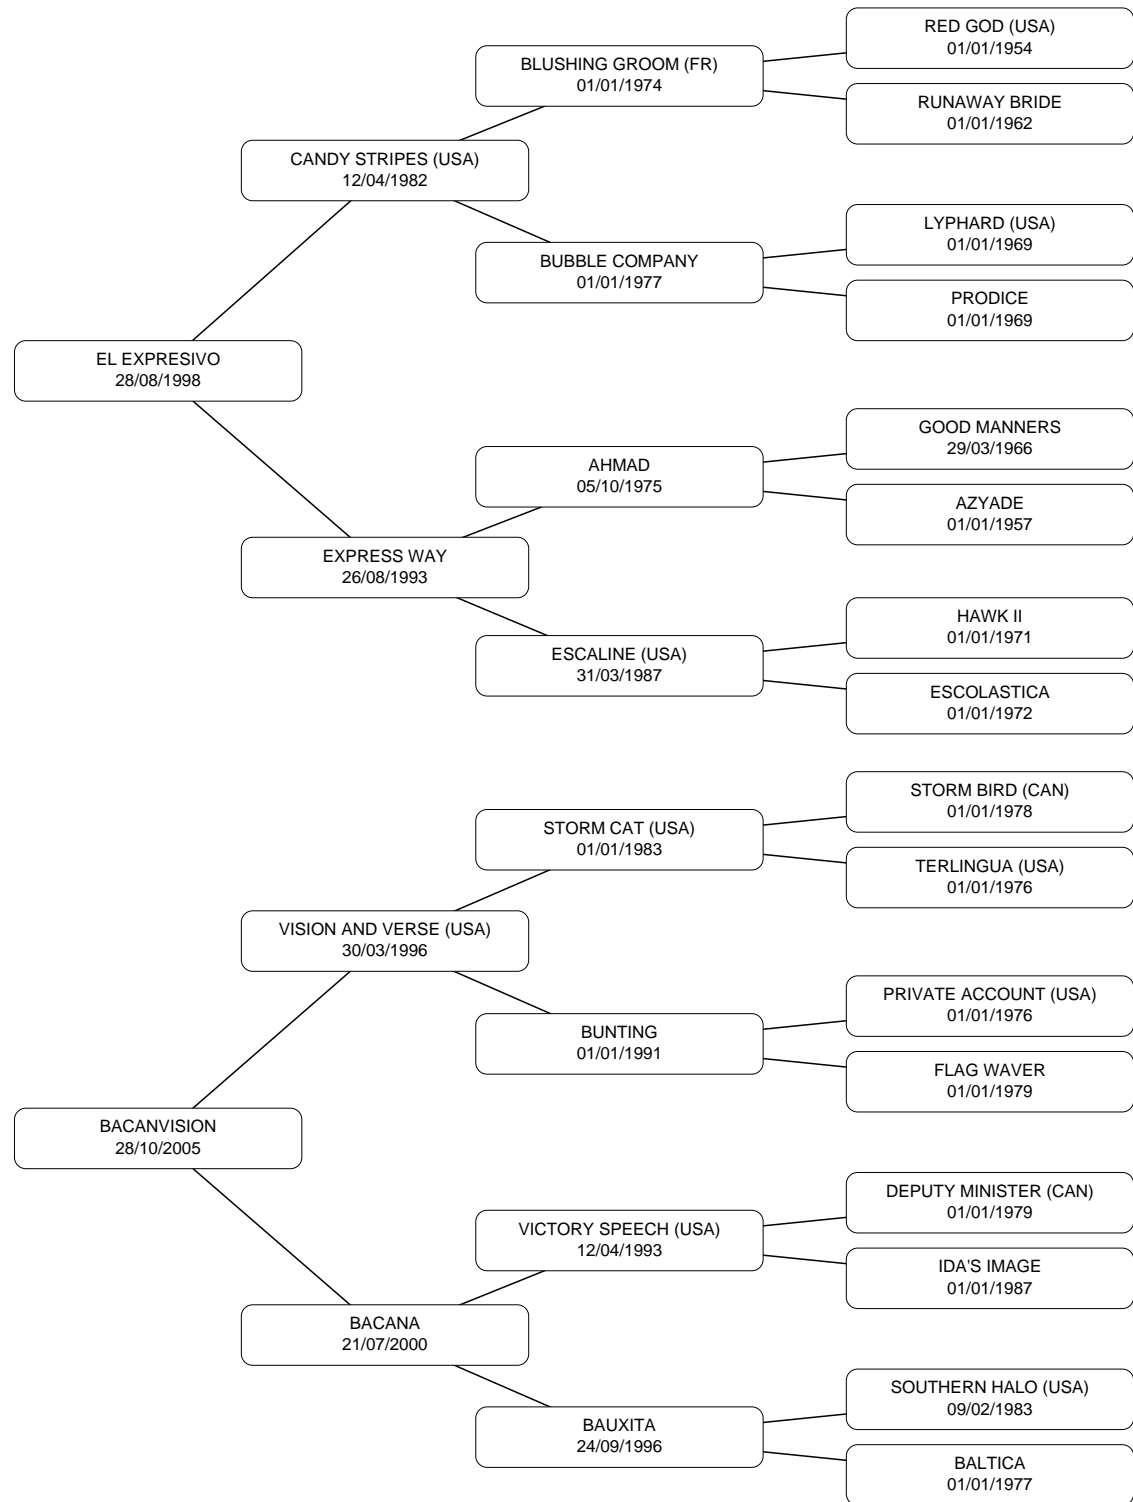 RED GOD (USA)
01/01/1954
BLUSHING GROOM (FR)
01/01/1974
RUNAWAY BRIDE
01/01/1962
CANDY STRIPES (USA)
12/04/1982
LYPHARD (USA)
01/01/1969
BUBBLE COMPANY
01/01/1977
PRODICE
01/01/1969
EL EXPRESIVO
28/08/1998
GOOD MANNERS
29/03/1966
AHMAD
05/10/1975
AZYADE
01/01/1957
EXPRESS WAY
26/08/1993
HAWK II
01/01/1971
ESCALINE (USA)
31/03/1987
ESCOLASTICA
01/01/1972
STORM BIRD (CAN)
01/01/1978
STORM CAT (USA)
01/01/1983
TERLINGUA (USA)
01/01/1976
VISION AND VERSE (USA)
30/03/1996
PRIVATE ACCOUNT (USA)
01/01/1976
BUNTING
01/01/1991
FLAG WAVER
01/01/1979
BACANVISION
28/10/2005
DEPUTY MINISTER (CAN)
01/01/1979
VICTORY SPEECH (USA)
12/04/1993
IDA'S IMAGE
01/01/1987
BACANA
21/07/2000
SOUTHERN HALO (USA)
09/02/1983
BAUXITA
24/09/1996
BALTICA
01/01/1977